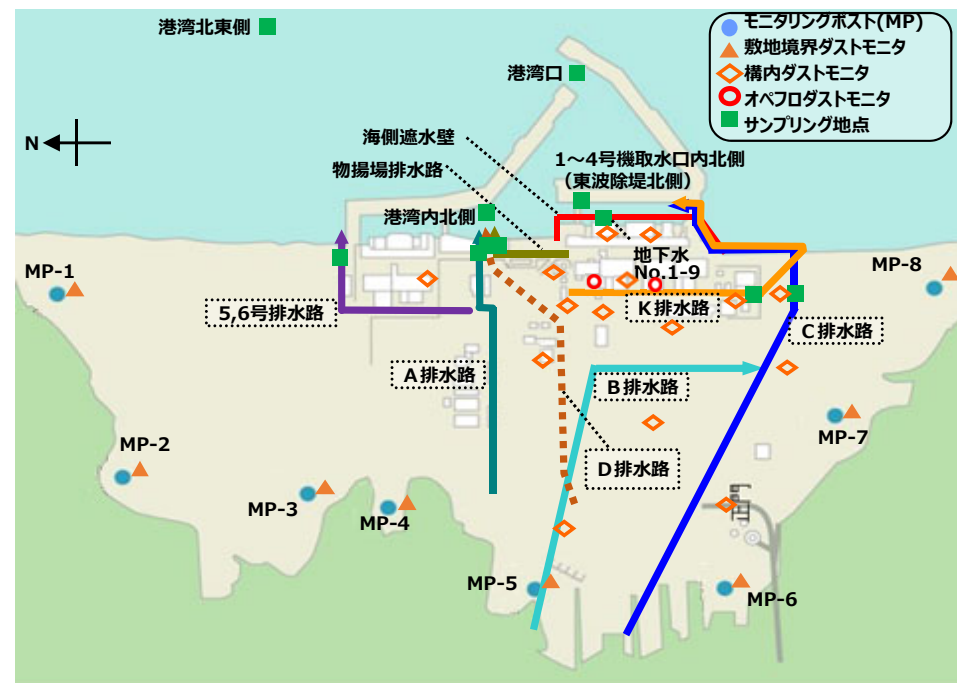 港湾北東側
モニタリングポスト(MP)
敷地境界ダストモニタ
構内ダストモニタ
オペフロダストモニタ
サンプリング地点
港湾口
N
海側遮水壁
物揚場排水路
1～4号機取水口内北側
（東波除堤北側）
港湾内北側
地下水
No.1-9
MP-1
MP-8
5,6号排水路
K排水路
C排水路
A排水路
B排水路
MP-7
MP-2
D排水路
MP-3
MP-4
MP-5
MP-6